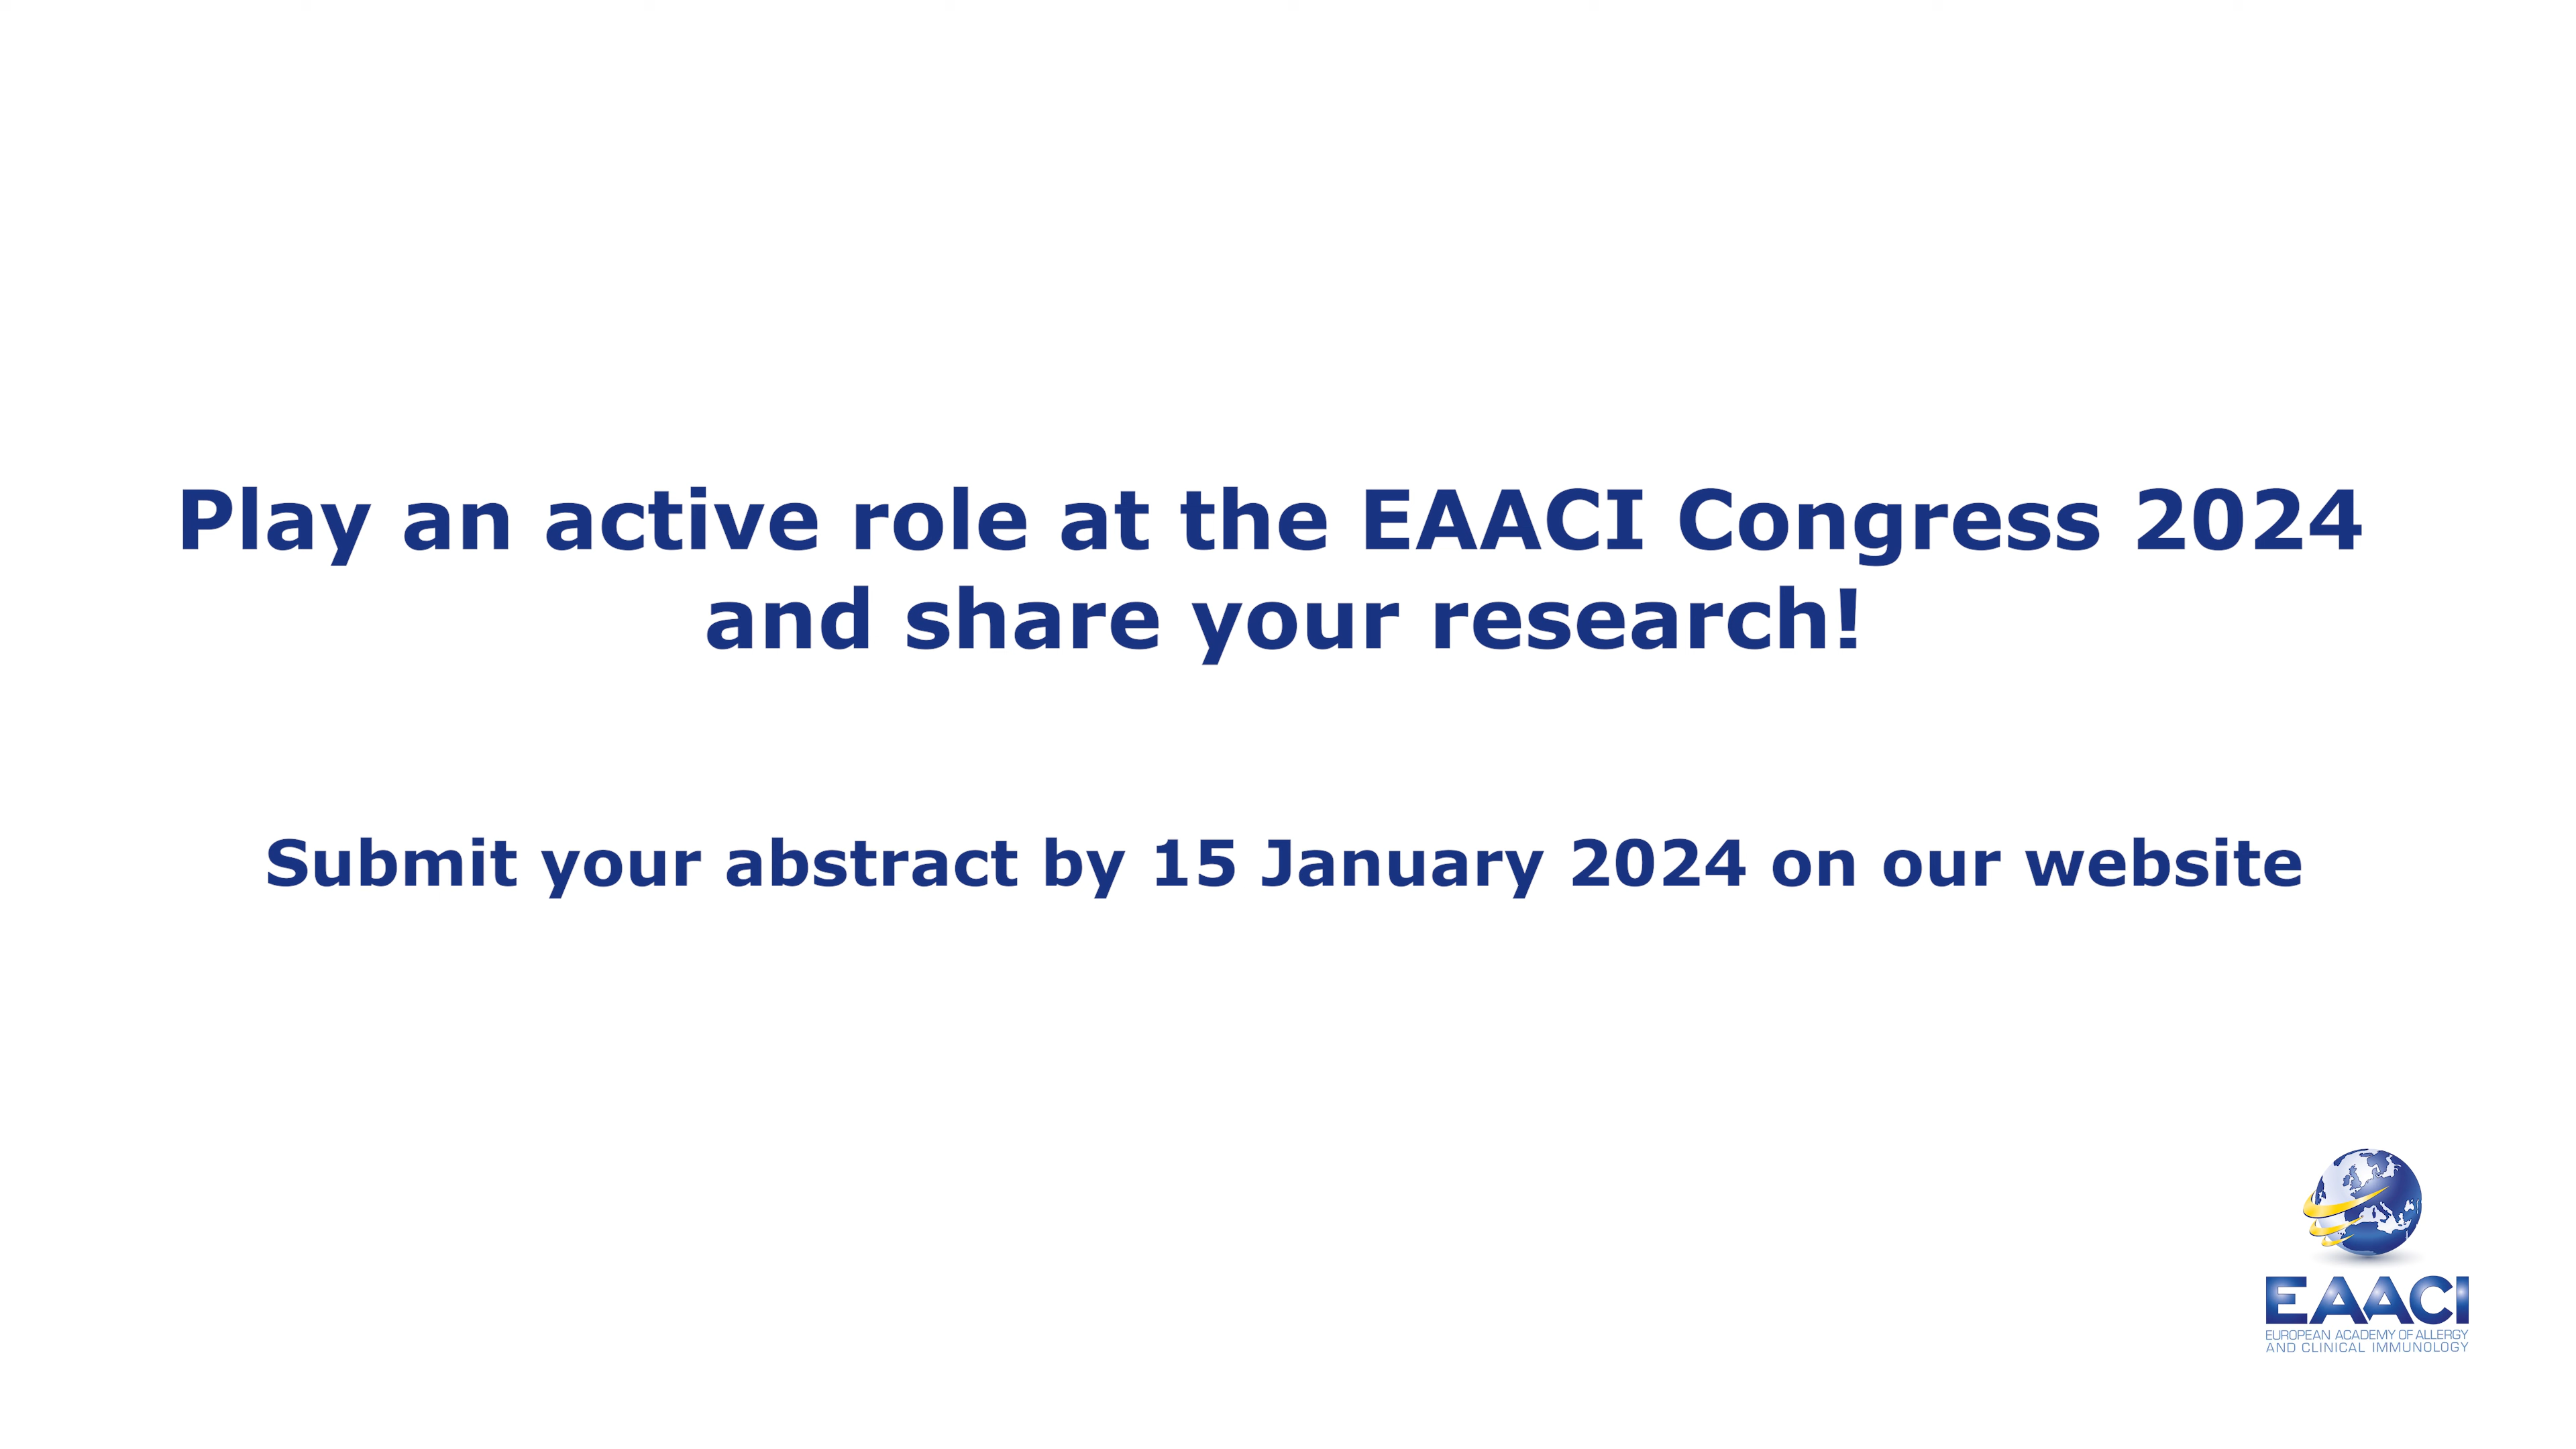 Play an active role at the EAACI Congress 2024
and share your research!
Submit your abstract by 15 January 2024 on our website
EAACI
EUROPEAN ACADEMY OF ALLERGY
AND CLINICAL IMMUNOLOGY